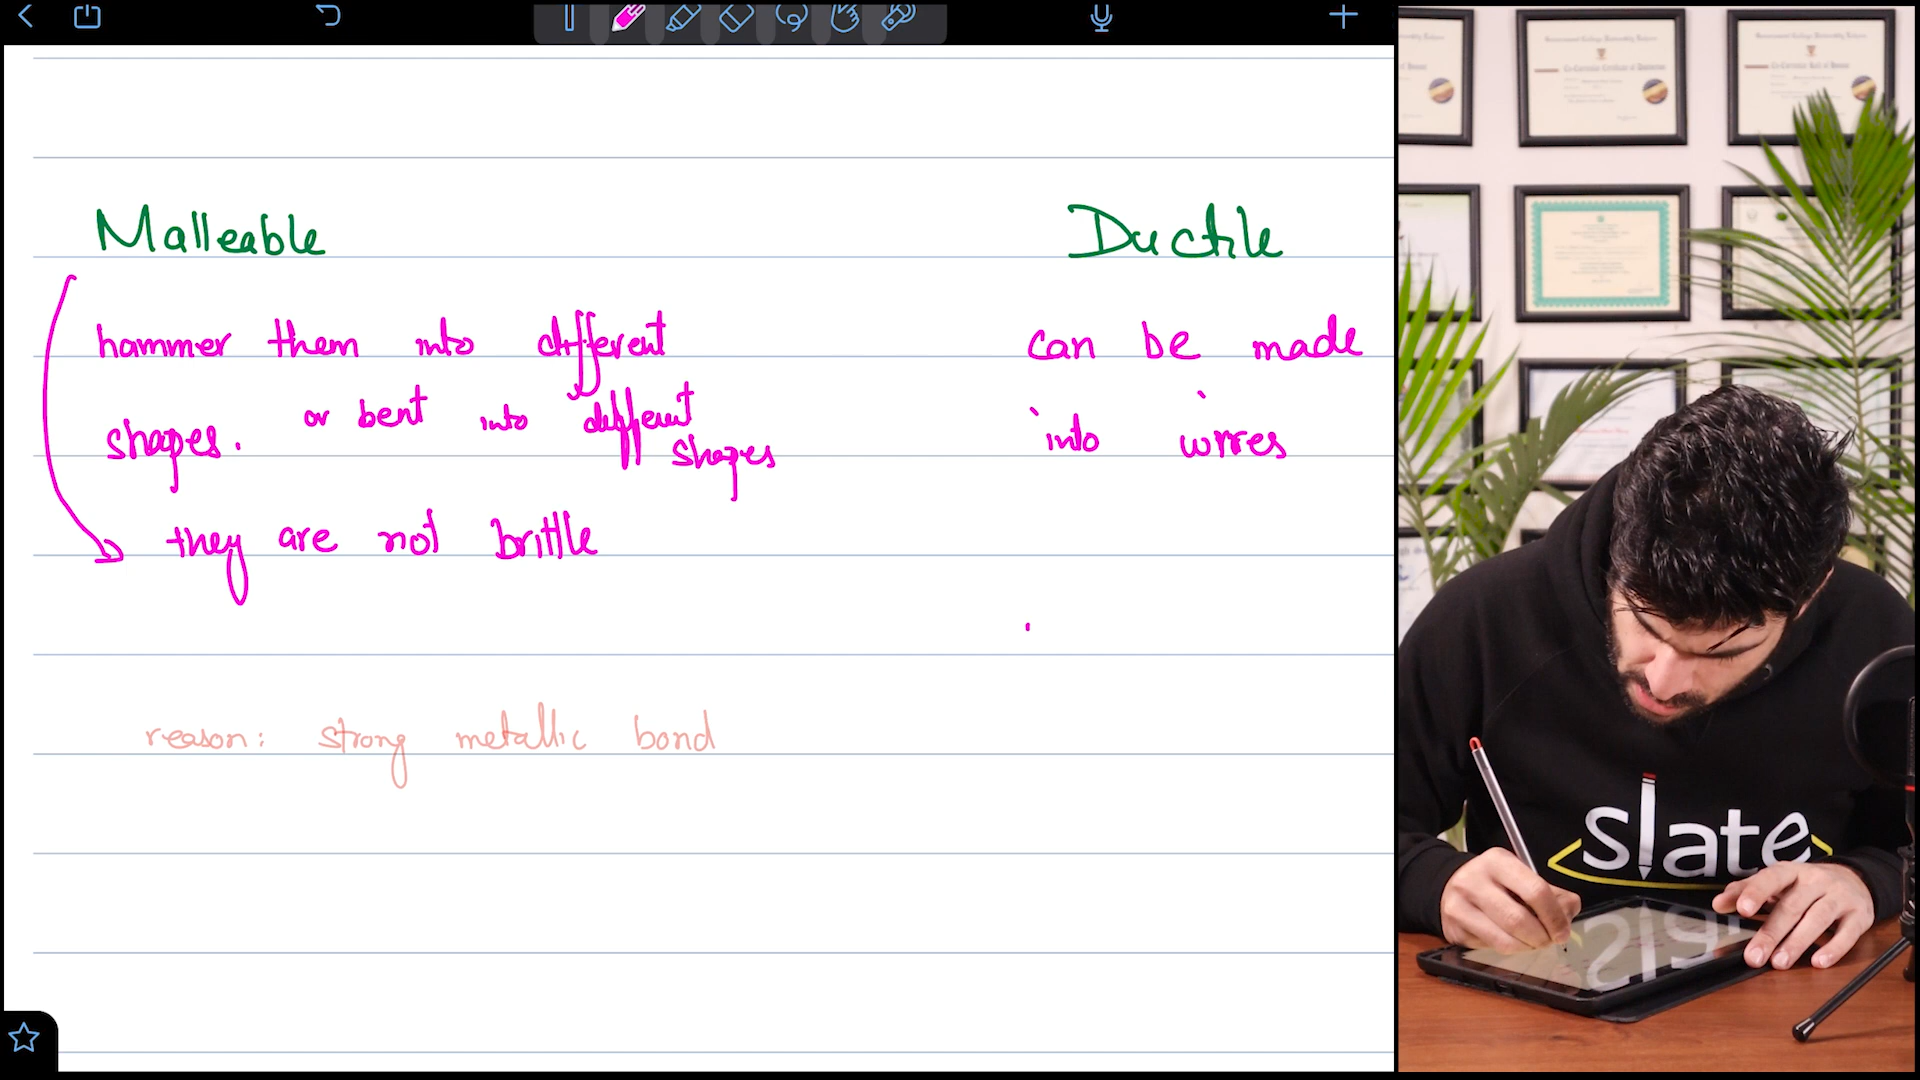 Malleable
Ductile
hammer them into different
shapes. or bent into different
shapes
they are not brittle
can be made
into wires
reason: strong metallic bond
slate